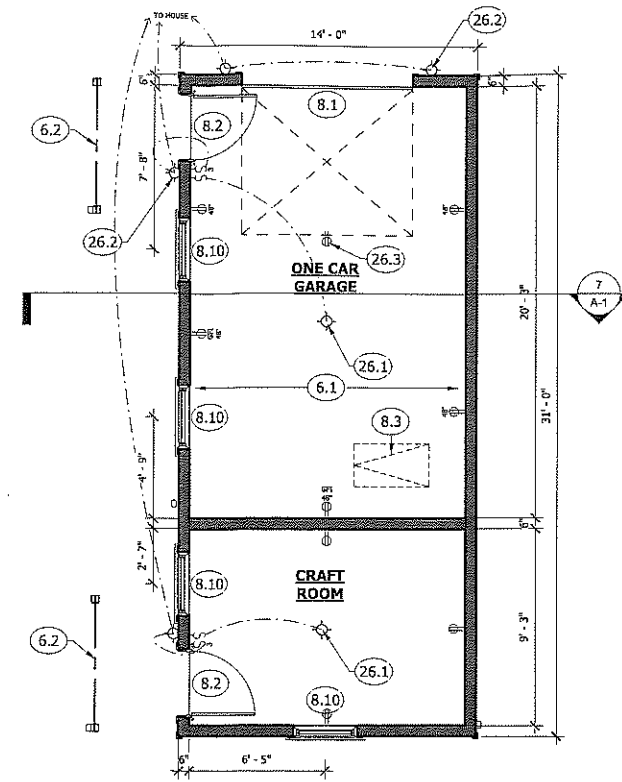 TO HOUSE
14' - 0"
26.2
6"
6"
8.1
8.2
6.2
7' - 8"
26.2
8.10
26.3
ONE CAR
GARAGE
7
A-1
20' - 3"
26.1
6.1
31' - 0"
8.10
8.3
4' - 9"
6"
2' - 7"
8.10
CRAFT
ROOM
9' - 3"
6.2
26.1
8.2
8.10
6"
6' - 5"